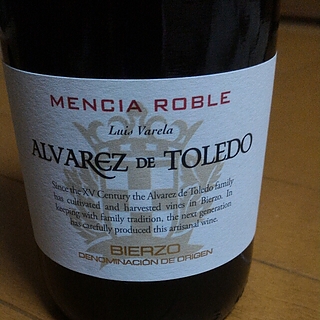 MENCIA ROBLE
Luis Varela
ALVAREZ DE TOLEDO
Since the XV Century the Alvarez de Toledo family
has cultivated and harvested vines in Bierzo. In
keeping with family tradition, the next generation
has carefully produced this artisanal wine.
BIERZO
DENOMINACIÓN DE ORIGEN